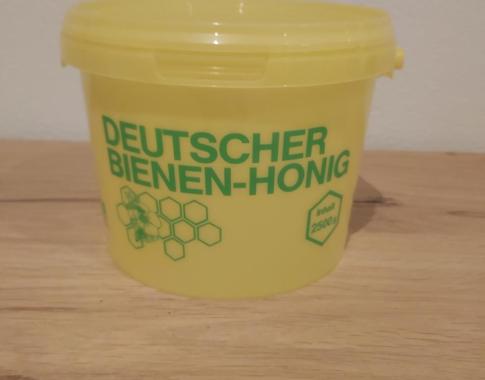 DEUTSCHER
BIENEN-HONIG
Inhalt
2500 g